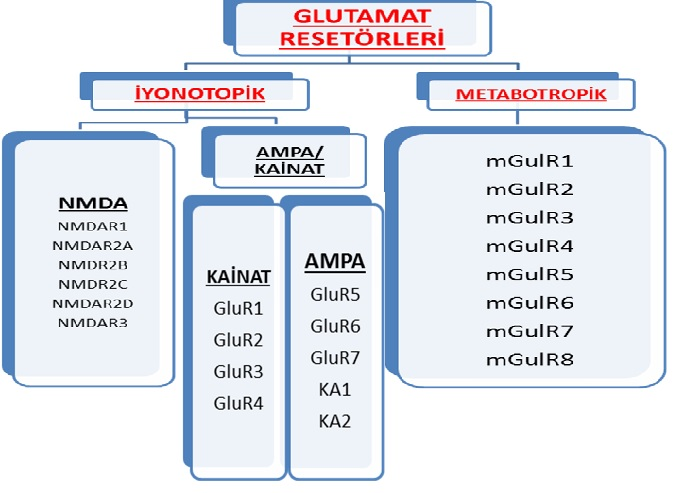 GLUTAMAT
RESETÖRLERİ
İYONOTOPİK
METABOTROPİK
AMPA/
KAİNAT
NMDA
NMDAR1
NMDAR2A
NMDR2B
NMDR2C
NMDAR2D
NMDAR3
KAİNAT
GluR1
GluR2
GluR3
GluR4
AMPA
GluR5
GluR6
GluR7
KA1
KA2
mGulR1
mGulR2
mGulR3
mGulR4
mGulR5
mGulR6
mGulR7
mGulR8